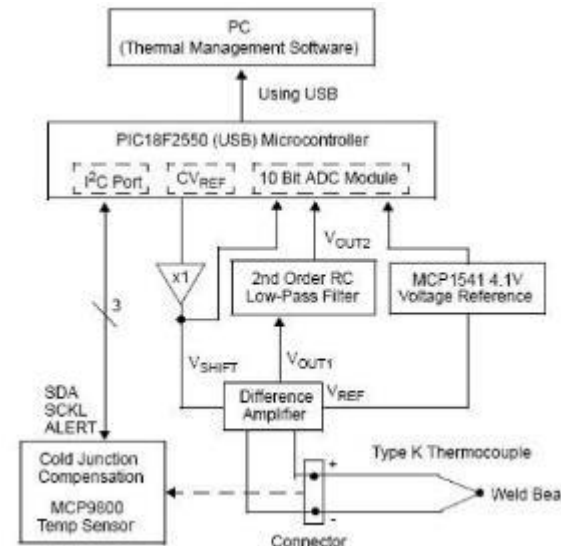 PC
(Thermal Management Software)
Using USB
PIC18F2550 (USB) Microcontroller
I²C Port
CVREF
10 Bit ADC Module
VOUT2
x1
2nd Order RC
Low-Pass Filter
MCP1541 4.1V
Voltage Reference
3
VSHIFT
VOUT1
VREF
SDA
SCKL
ALERT
Difference
Amplifier
Cold Junction
Compensation
MCP9800
Temp Sensor
Type K Thermocouple
+
Weld Bea
-
Connector